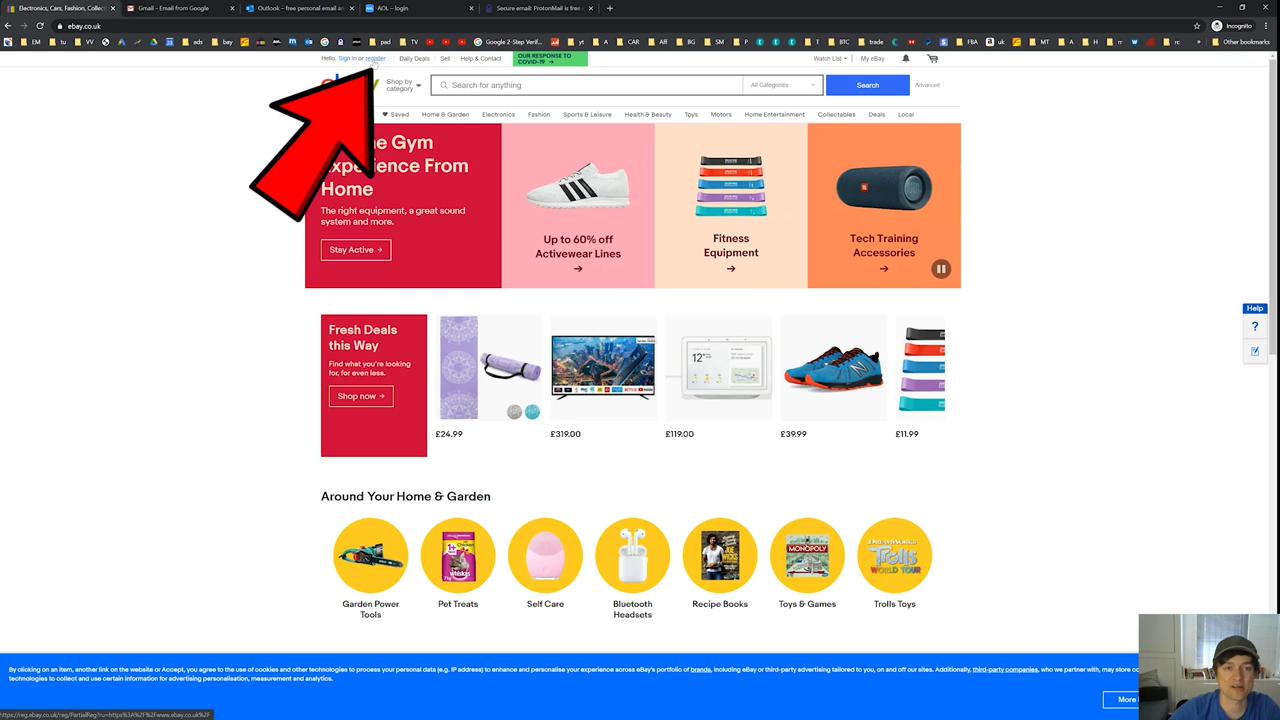 Electronics, Cars, Fashion, Collect
Gmail - Email from Google
Outlook – free personal email an
AOL – login
Secure email: ProtonMail is free
ebay.co.uk
Incognito
EM
tu
VV
ads
bay
pad
TV
Google 2-Step Verif...
yt
A
CAR
Aff
BG
SM
P
T
BTC
trade
FBA
uk
MT
A
H
rc
Other bookmarks
Hello. Sign in or register
Daily Deals
Sell
Help & Contact
OUR RESPONSE TO
COVID-19 →
Watch List
My eBay
Shop by
category
Search for anything
All Categories
Search
Advanced
Saved
Home & Garden
Electronics
Fashion
Sports & Leisure
Health & Beauty
Toys
Motors
Home Entertainment
Collectables
Deals
Local
Gym
Experience From
Home
The right equipment, a great sound
system and more.
Stay Active →
Up to 60% off
Activewear Lines
→
Fitness
Equipment
→
Tech Training
Accessories
→
Help
?
Fresh Deals
this Way
Find what you're looking
for, for even less.
Shop now →
£24.99
£319.00
£119.00
£39.99
£11.99
Around Your Home & Garden
whiskas
JOE
WICKS
MONOPOLY
Trolls
WORLD TOUR
Garden Power
Tools
Pet Treats
Self Care
Bluetooth
Headsets
Recipe Books
Toys & Games
Trolls Toys
By clicking on an item, another link on the website or Accept, you agree to the use of cookies and other technologies to process your personal data (e.g. IP address) to enhance and personalise your experience across eBay's portfolio of brands, including eBay or third-party advertising tailored to you, on and off our sites. Additionally, third-party companies, who we partner with, may store co
technologies to collect and use certain information for advertising personalisation, measurement and analytics.
More
https://reg.ebay.co.uk/reg/PartialReg?ru=https%3A%2F%2Fwww.ebay.co.uk%2F